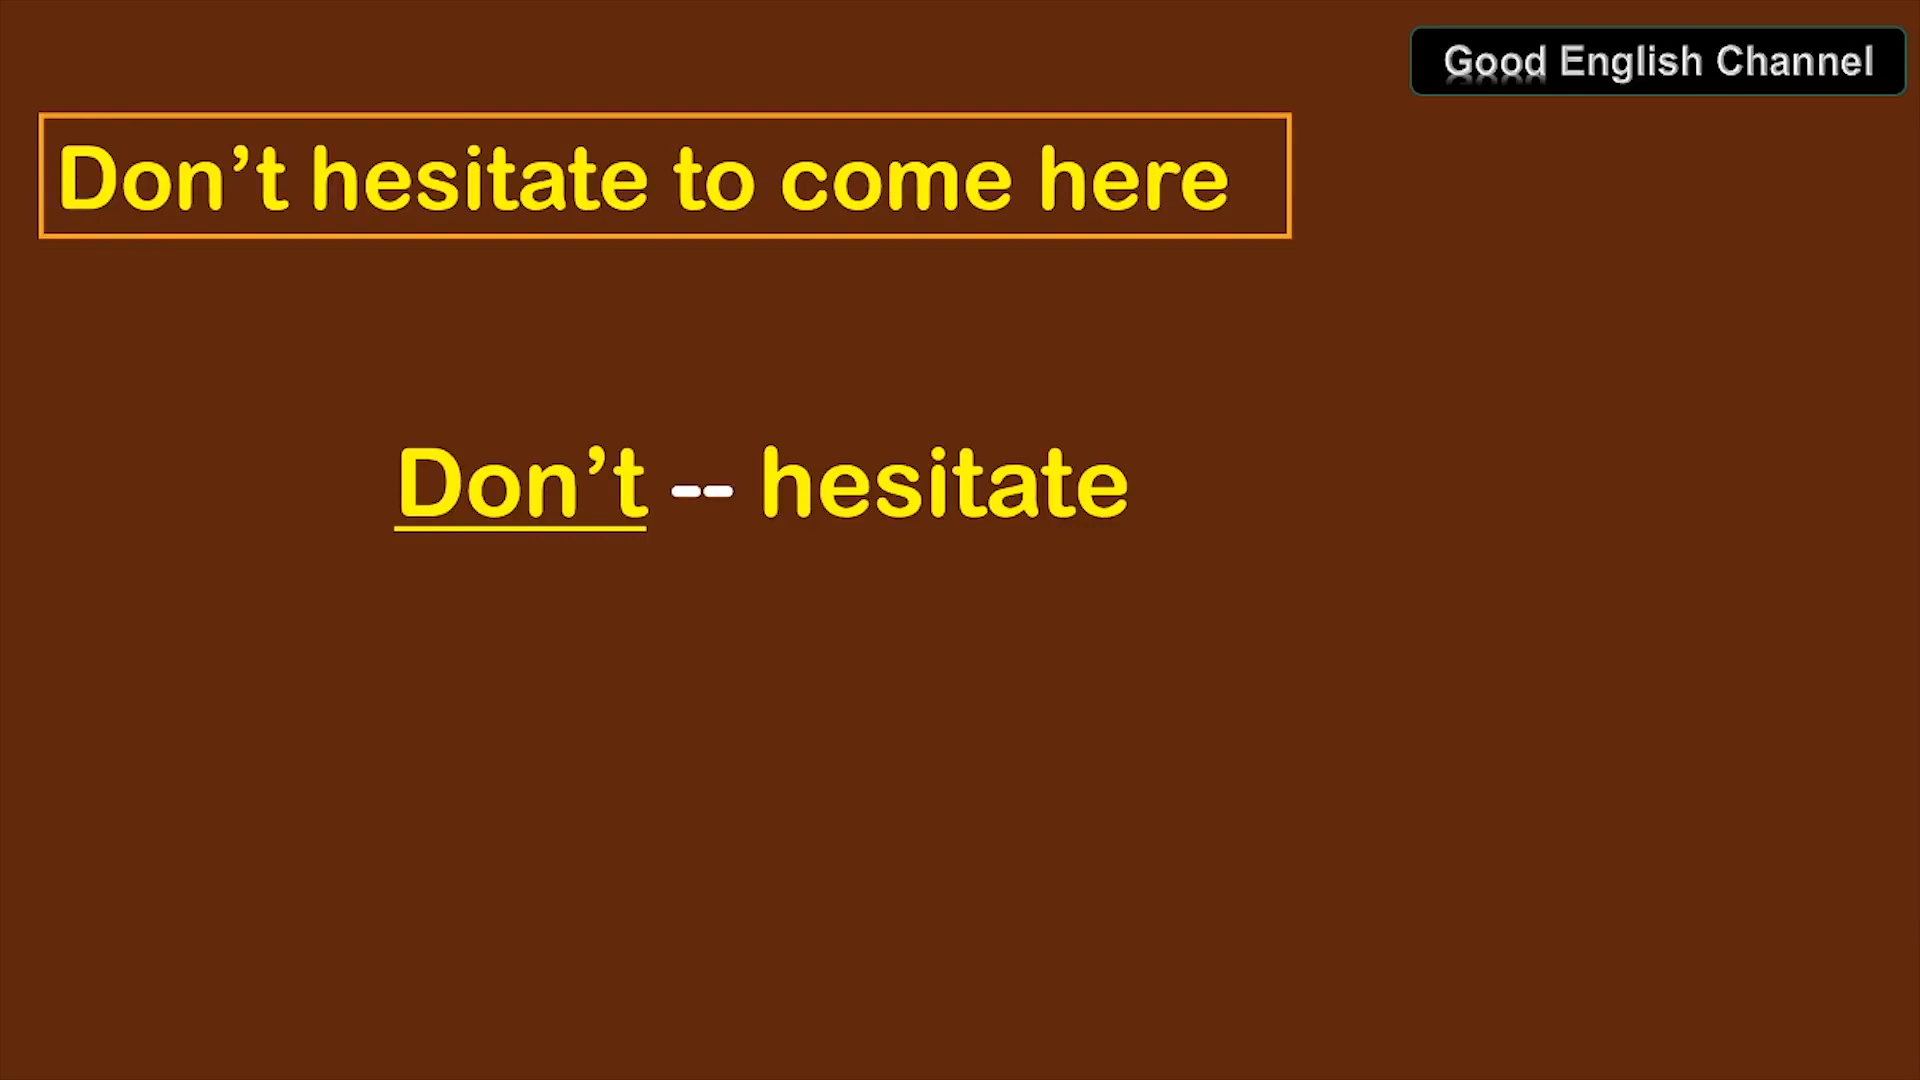 Good English Channel
Don’t hesitate to come here
Don’t -- hesitate